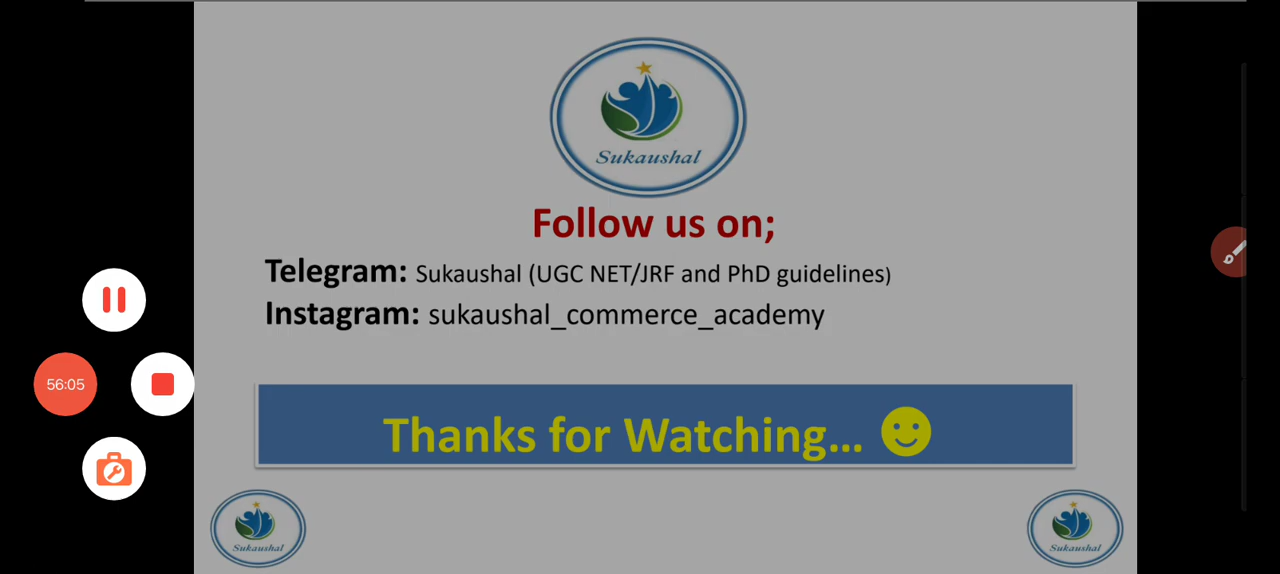 Sukaushal
Follow us on;
Telegram: Sukaushal (UGC NET/JRF and PhD guidelines)
Instagram: sukaushal_commerce_academy
56:05
Thanks for Watching... 
Sukaushal
Sukaushal